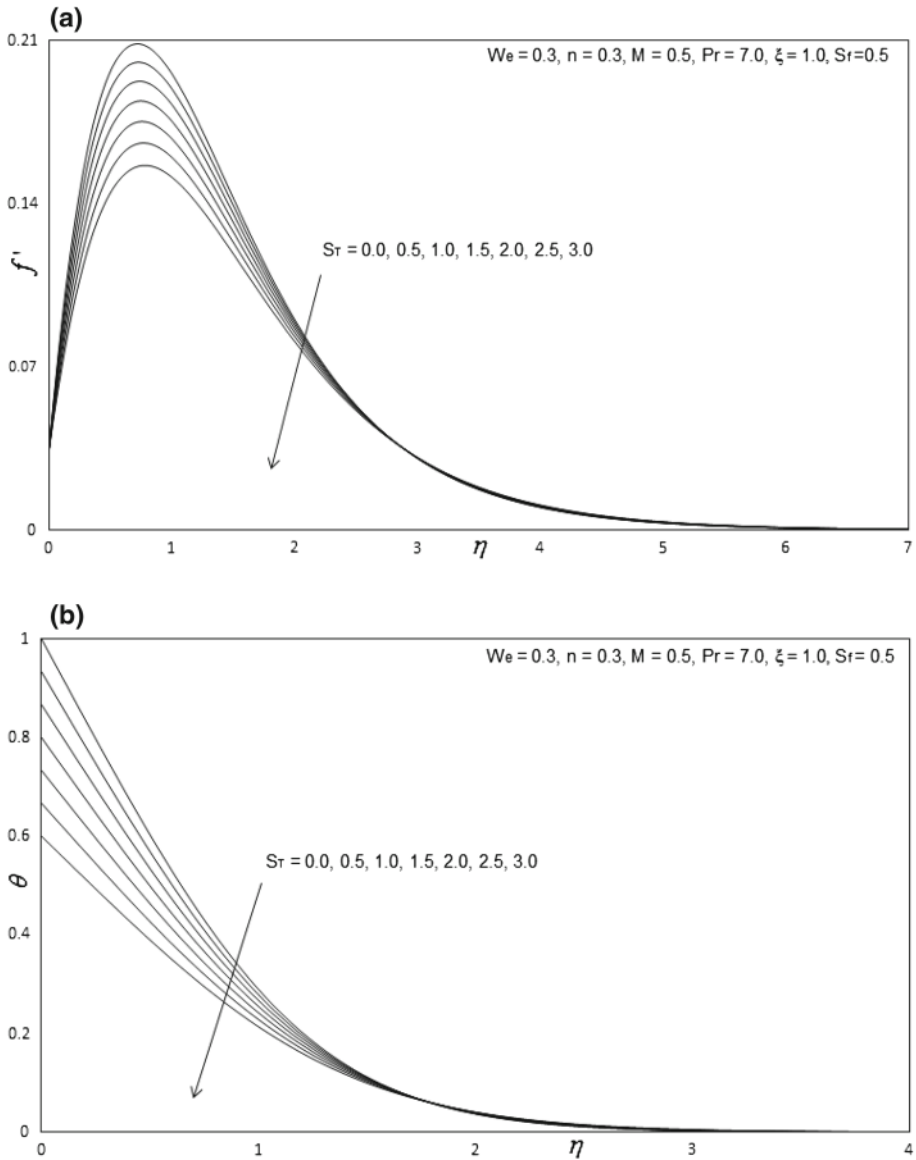 (a)
0.21
We = 0.3, n = 0.3, M = 0.5, Pr = 7.0, ξ = 1.0, Sf=0.5
0.14
f'
ST = 0.0, 0.5, 1.0, 1.5, 2.0, 2.5, 3.0
0.07
0
0 1 2 3 η 4 5 6 7
(b)
1
We = 0.3, n = 0.3, M = 0.5, Pr = 7.0, ξ = 1.0, Sf = 0.5
0.8
0.6
ST = 0.0, 0.5, 1.0, 1.5, 2.0, 2.5, 3.0
θ
0.4
0.2
0
0 1 2 η 3 4